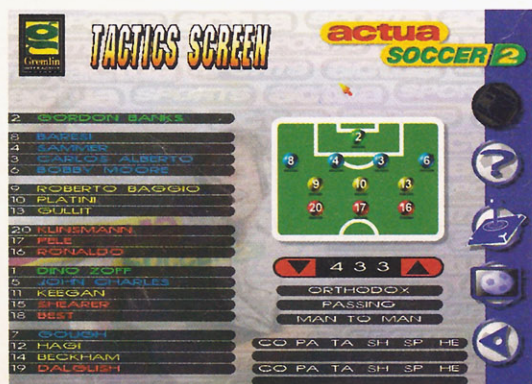 Gremlin
TACTICS SCREEN
actua
SOCCER 2
2 GORDON BANKS
8 BARESI
4 SAMMER
3 CARLOS ALBERTO
6 BOBBY MOORE
9 ROBERTO BAGGIO
10 PLATINI
13 GULLIT
20 KLINSMANN
17 PELE
16 RONALDO
1 DINO ZOFF
5 JOHN CHARLES
11 KEEGAN
15 SHEARER
18 BEST
7 GOUGH
12 HAGI
14 BECKHAM
19 DALGLISH
2
8 4 3 6
9 10 13
20 17 16
4 3 3
ORTHODOX
PASSING
MAN TO MAN
CO PA TA SH SP HE
CO PA TA SH SP HE
?